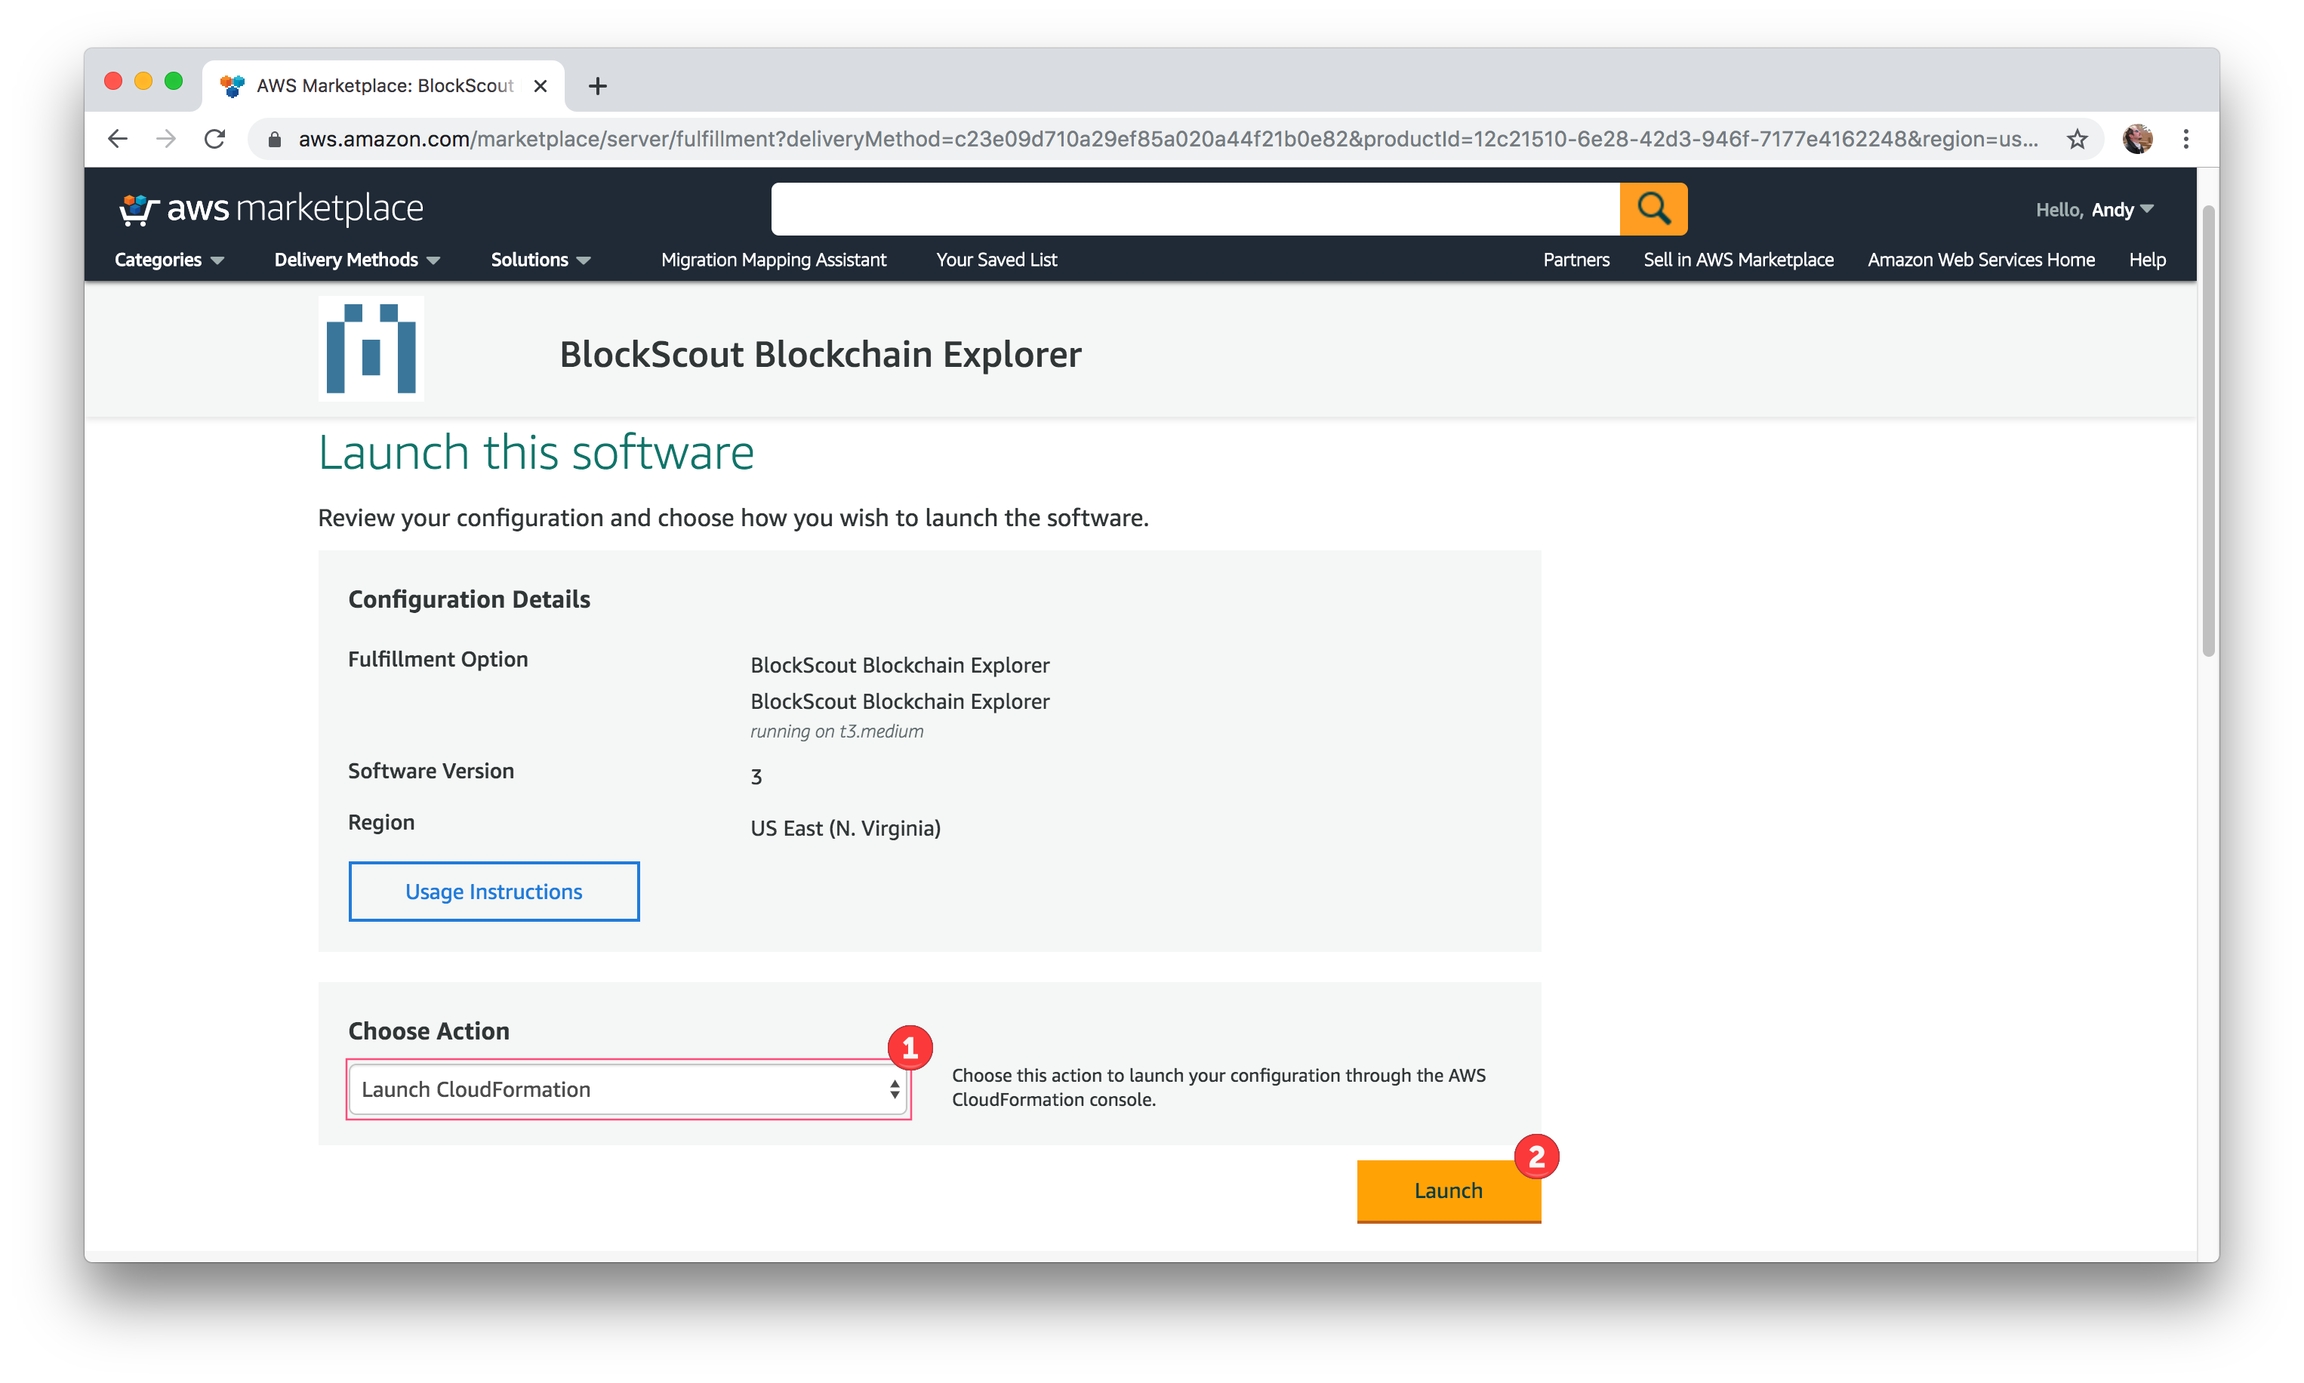 AWS Marketplace: BlockScout
aws.amazon.com/marketplace/server/fulfillment?deliveryMethod=c23e09d710a29ef85a020a44f21b0e82&productId=12c21510-6e28-42d3-946f-7177e4162248&region=us...
aws marketplace
Hello, Andy
Categories Delivery Methods Solutions Migration Mapping Assistant Your Saved List Partners Sell in AWS Marketplace Amazon Web Services Home Help
BlockScout Blockchain Explorer
Launch this software
Review your configuration and choose how you wish to launch the software.
Configuration Details
Fulfillment Option
BlockScout Blockchain Explorer
BlockScout Blockchain Explorer
running on t3.medium
Software Version
3
Region
US East (N. Virginia)
Usage Instructions
Choose Action
1
Launch CloudFormation
Choose this action to launch your configuration through the AWS
CloudFormation console.
2
Launch